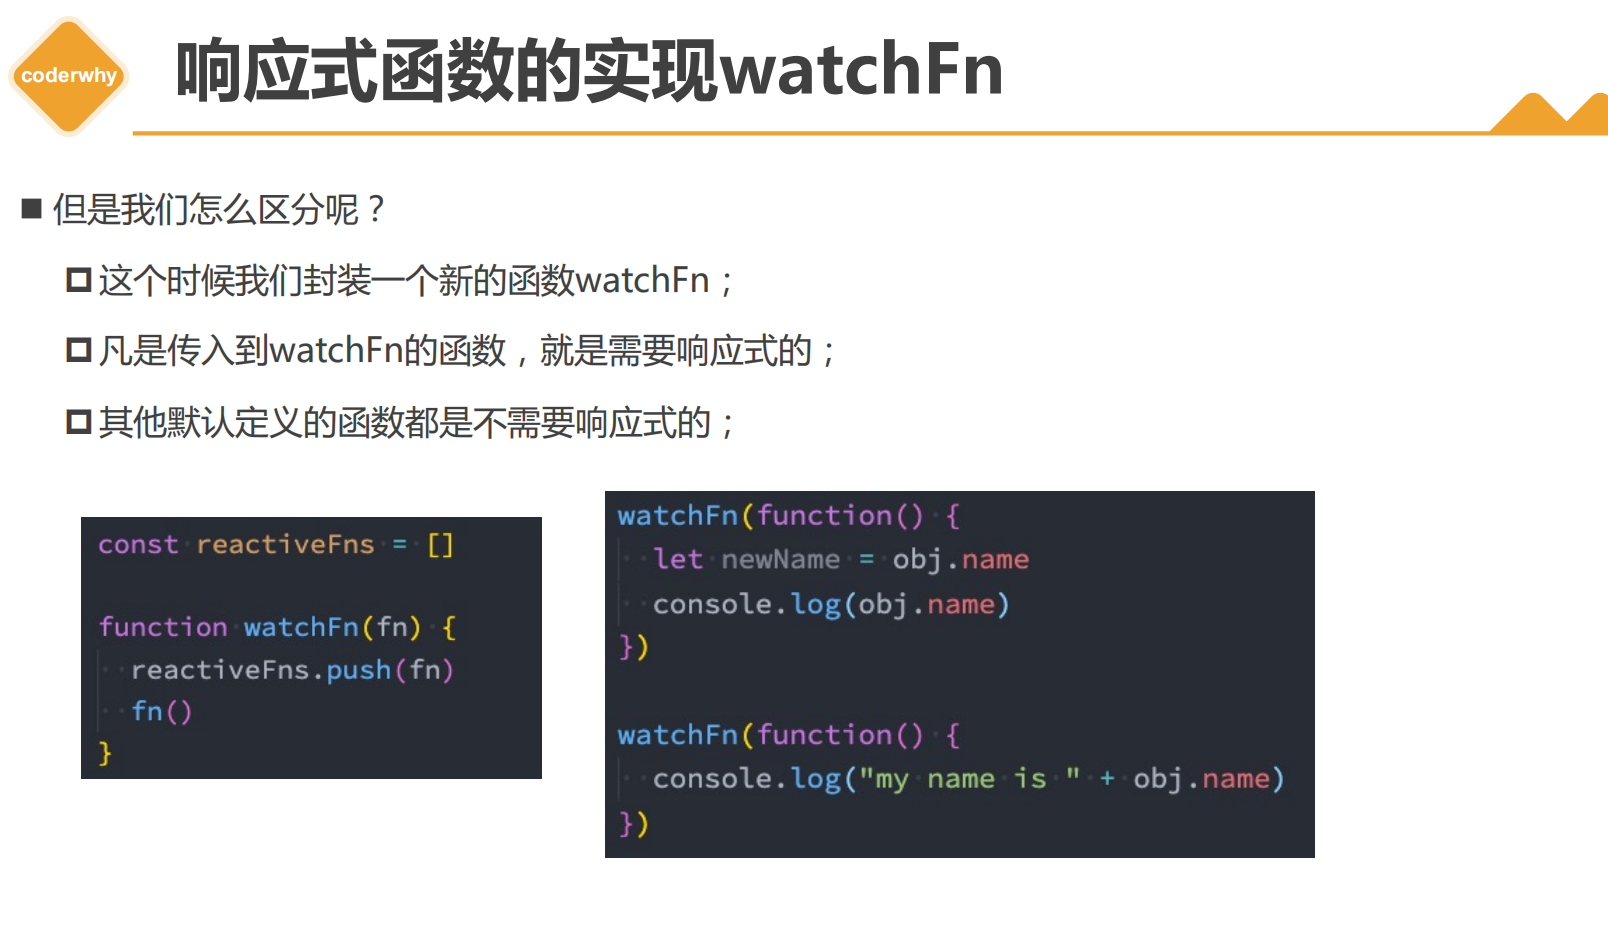 coderwhy
响应式函数的实现watchFn
但是我们怎么区分呢？
这个时候我们封装一个新的函数watchFn；
凡是传入到watchFn的函数，就是需要响应式的；
其他默认定义的函数都是不需要响应式的；
const reactiveFns = []
function watchFn(fn) {
reactiveFns.push(fn)
fn()
}
watchFn(function() {
let newName = obj.name
console.log(obj.name)
})
watchFn(function() {
console.log("my name is " + obj.name)
})